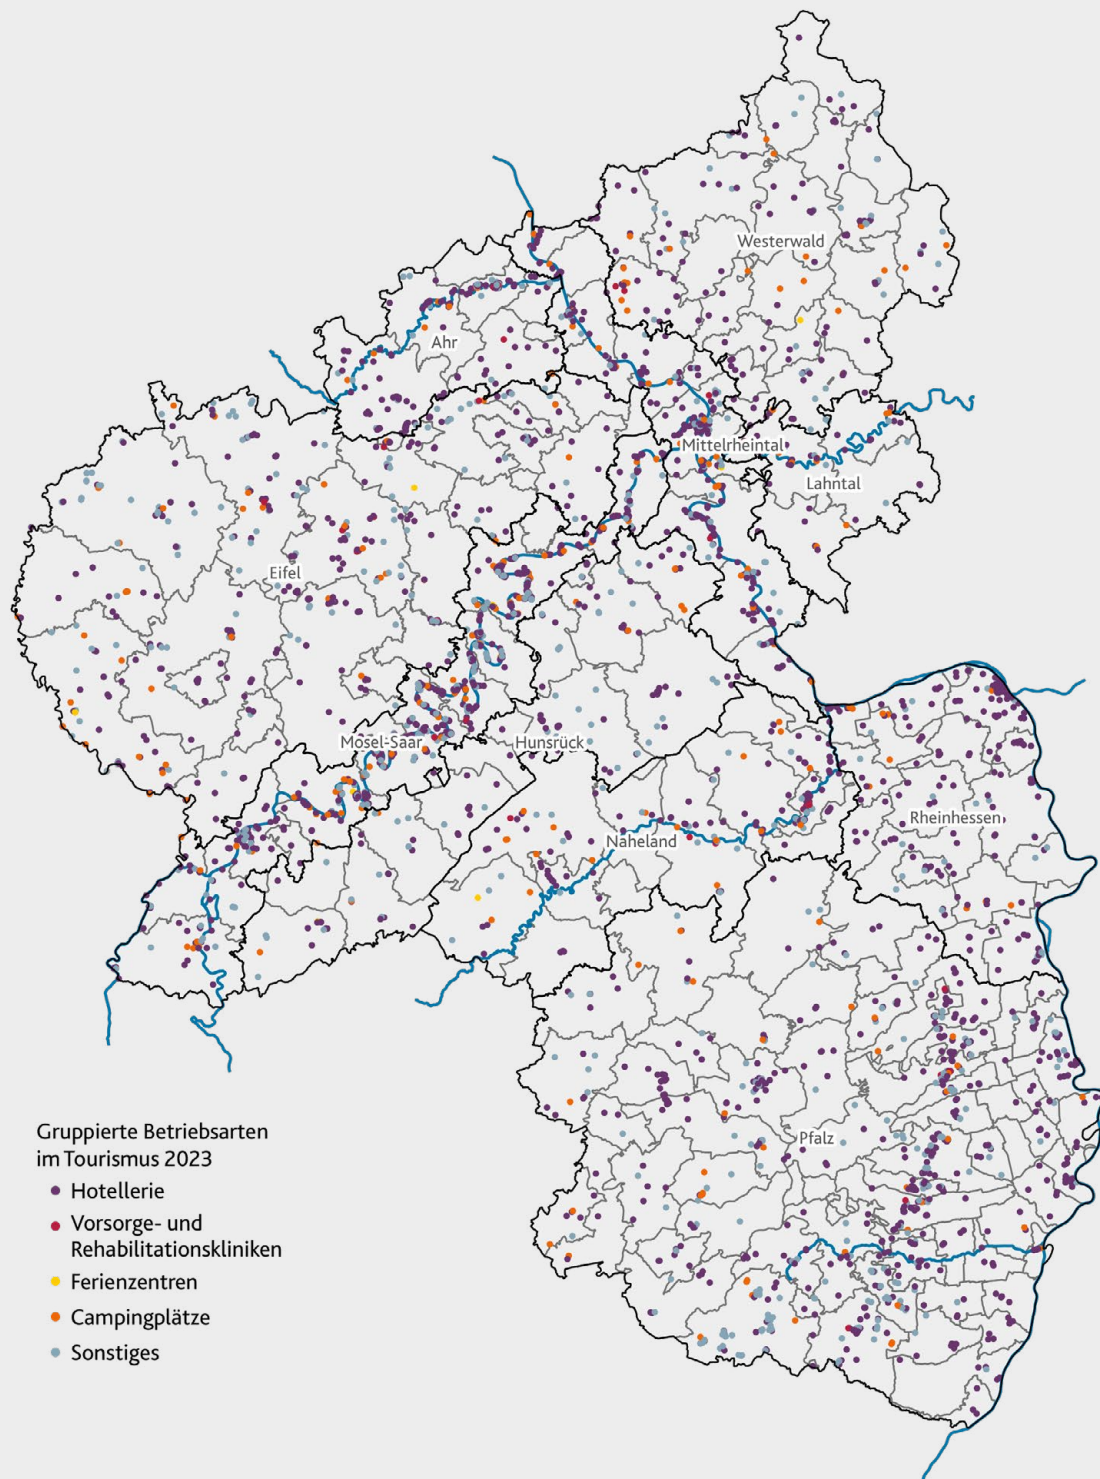 Westerwald
Ahr
Mittelrheintal
Lahntal
Eifel
Mosel-Saar
Hunsrück
Rheinhessen
Naheland
Pfalz
Gruppierte Betriebsarten
im Tourismus 2023
Hotellerie
Vorsorge- und
Rehabilitationskliniken
Ferienzentren
Campingplätze
Sonstiges